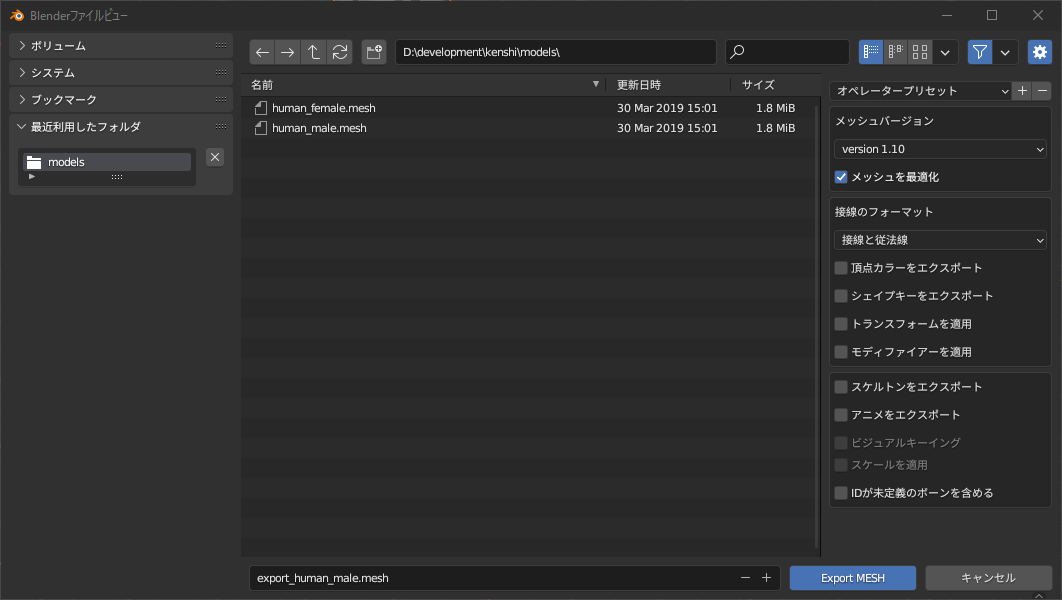 Blenderファイルビュー
ボリューム
システム
ブックマーク
最近利用したフォルダ
models
D:\development\kenshi\models\
名前 更新日時 サイズ
human_female.mesh 30 Mar 2019 15:01 1.8 MiB
human_male.mesh 30 Mar 2019 15:01 1.8 MiB
オペレータープリセット
メッシュバージョン
version 1.10
メッシュを最適化
接線のフォーマット
接線と従法線
頂点カラーをエクスポート
シェイプキーをエクスポート
トランスフォームを適用
モディファイアーを適用
スケルトンをエクスポート
アニメをエクスポート
ビジュアルキーイング
スケールを適用
IDが未定義のボーンを含める
export_human_male.mesh
Export MESH
キャンセル